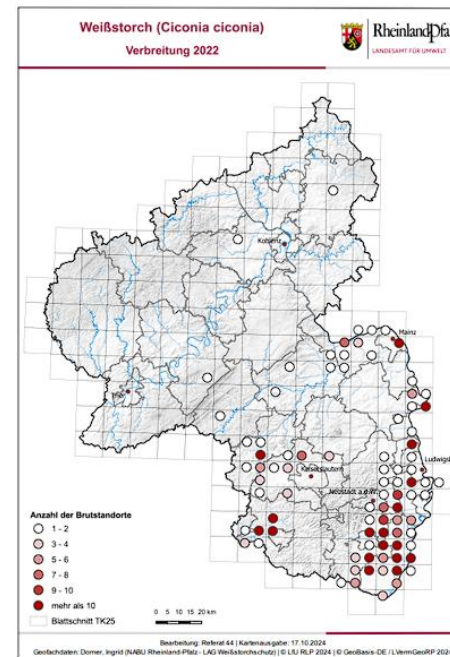 Weißstorch (Ciconia ciconia)
Verbreitung 2022
RheinlandPfalz
LANDESAMT FÜR UMWELT
Koblenz
Mainz
Trier
Kaiserslautern
Ludwigsh
Neustadt a.d.W.
Anzahl der Brutstandorte
1 - 2
3 - 4
5 - 6
7 - 8
9 - 10
mehr als 10
Blattschnitt TK25
0 5 10 15 20 km
Bearbeitung: Referat 44 | Kartenausgabe: 17.10.2024
Geofachdaten: Dorner, Ingrid (NABU Rheinland-Pfalz - LAG Weißstorchschutz) | © LfU RLP 2024 | © GeoBasis-DE / LVermGeoRP 2024